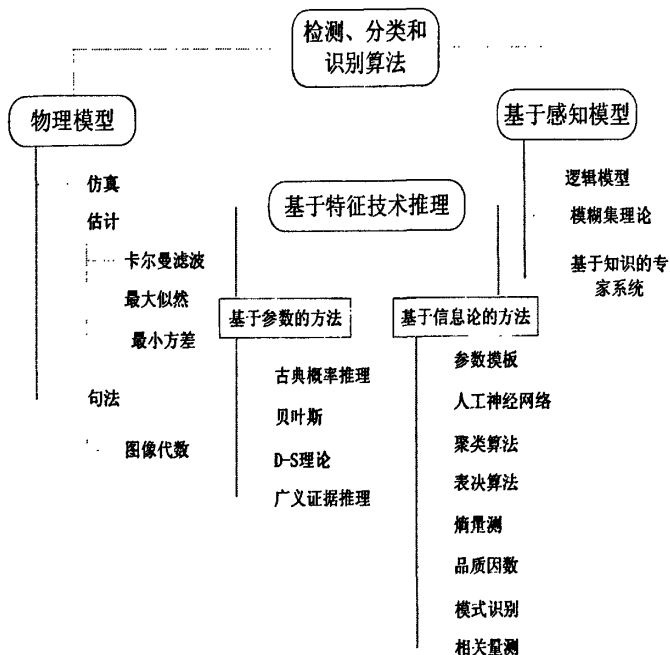 检测、分类和
识别算法
物理模型
仿真
估计
卡尔曼滤波
最大似然
最小方差
句法
图像代数
基于特征技术推理
基于参数的方法
古典概率推理
贝叶斯
D-S理论
广义证据推理
基于信息论的方法
参数摸板
人工神经网络
聚类算法
表决算法
熵量测
品质因数
模式识别
相关量测
基于感知模型
逻辑模型
模糊集理论
基于知识的专
家系统